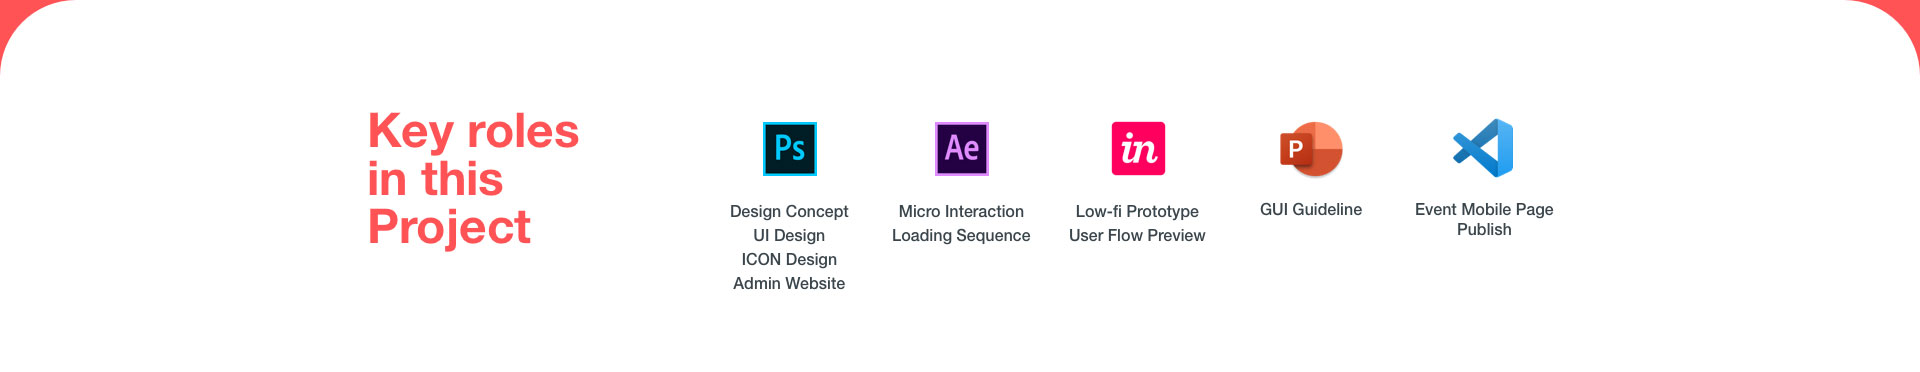 Key roles
in this
Project
Ps
Design Concept
UI Design
ICON Design
Admin Website
Ae
Micro Interaction
Loading Sequence
in
Low-fi Prototype
User Flow Preview
P
GUI Guideline
Event Mobile Page
Publish